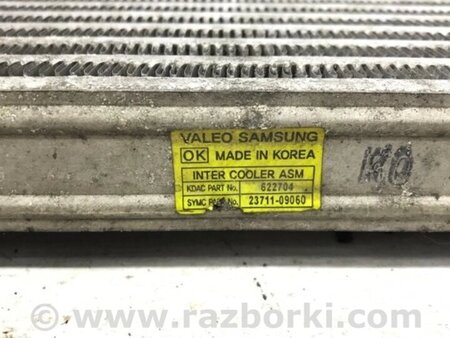 VALEO SAMSUNG
OK MADE IN KOREA
INTER COOLER ASM
KDAC PART No. 622704
SYMC PART No. 23711-09060
www.razborki.com